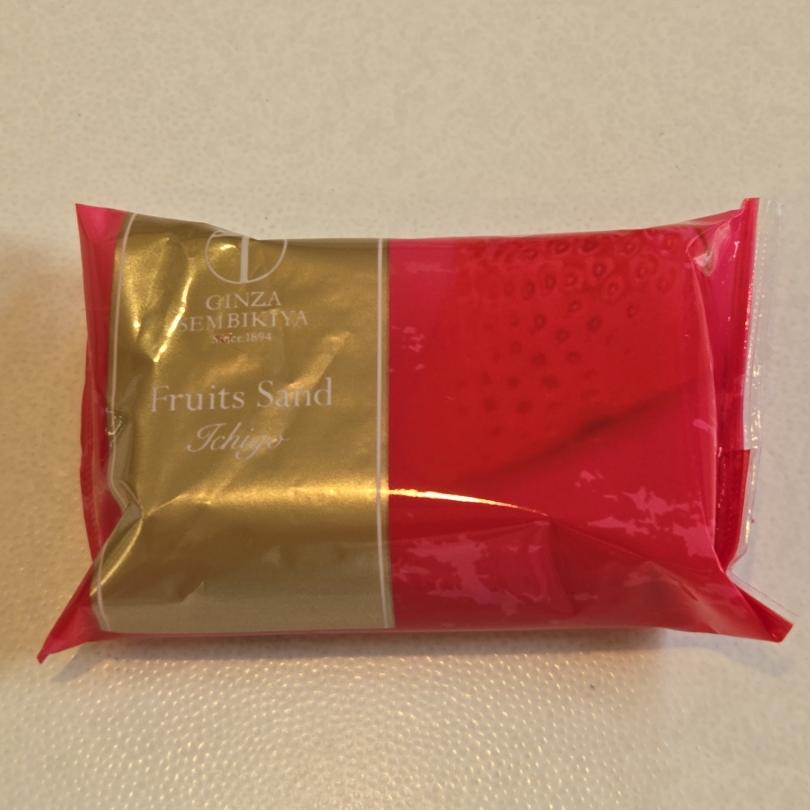 GINZA
SEMBIKIYA
Since 1894
Fruits Sand
Ichigo